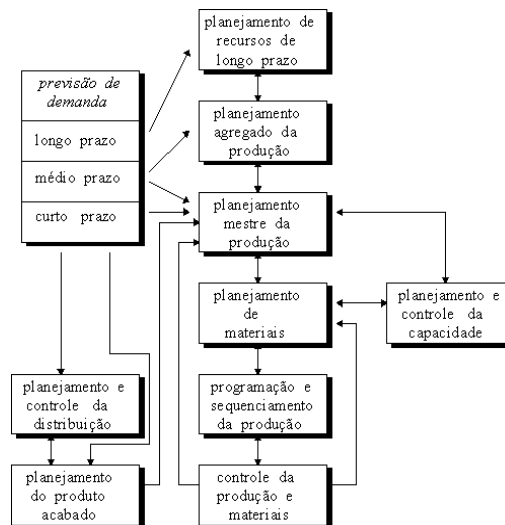 planejamento de
recursos de
longo prazo
previsão de
demanda
longo prazo
médio prazo
curto prazo
planejamento
agregado da
produção
planejamento
mestre da
produção
planejamento
de
materiais
planejamento e
controle da
capacidade
planejamento e
controle da
distribuição
programação e
sequenciamento
da produção
planejamento
do produto
acabado
controle da
produção e
materiais